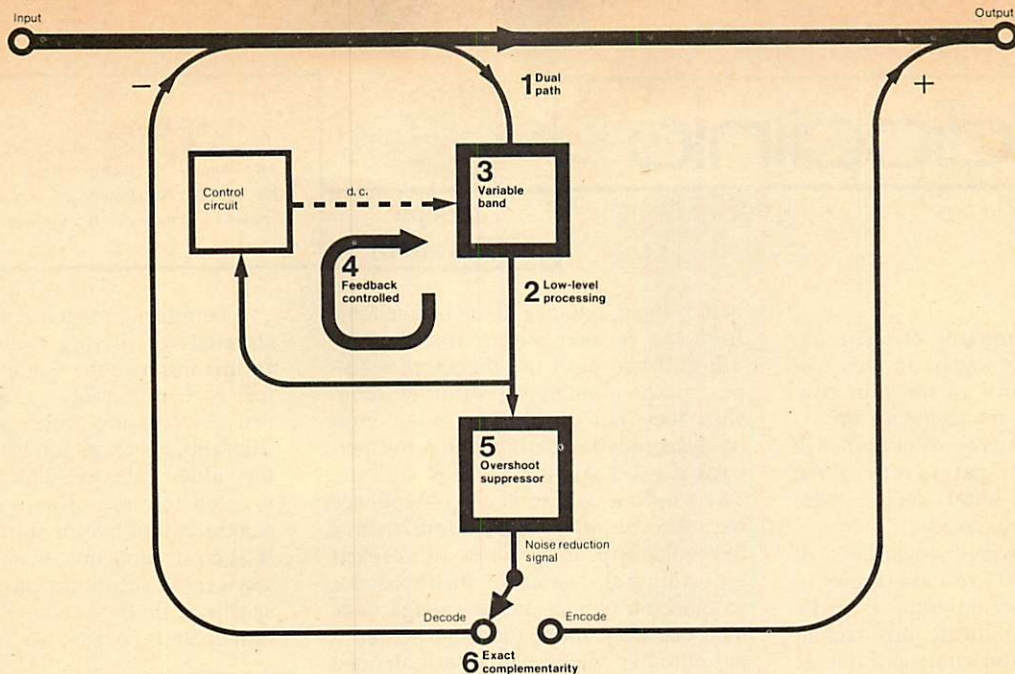 Input
Output
−
1 Dual
path
+
3
Variable
band
Control
circuit
d.c.
4
Feedback
controlled
2 Low-level
processing
5
Overshoot
suppressor
Noise reduction
signal
Decode
Encode
6 Exact
complementarity